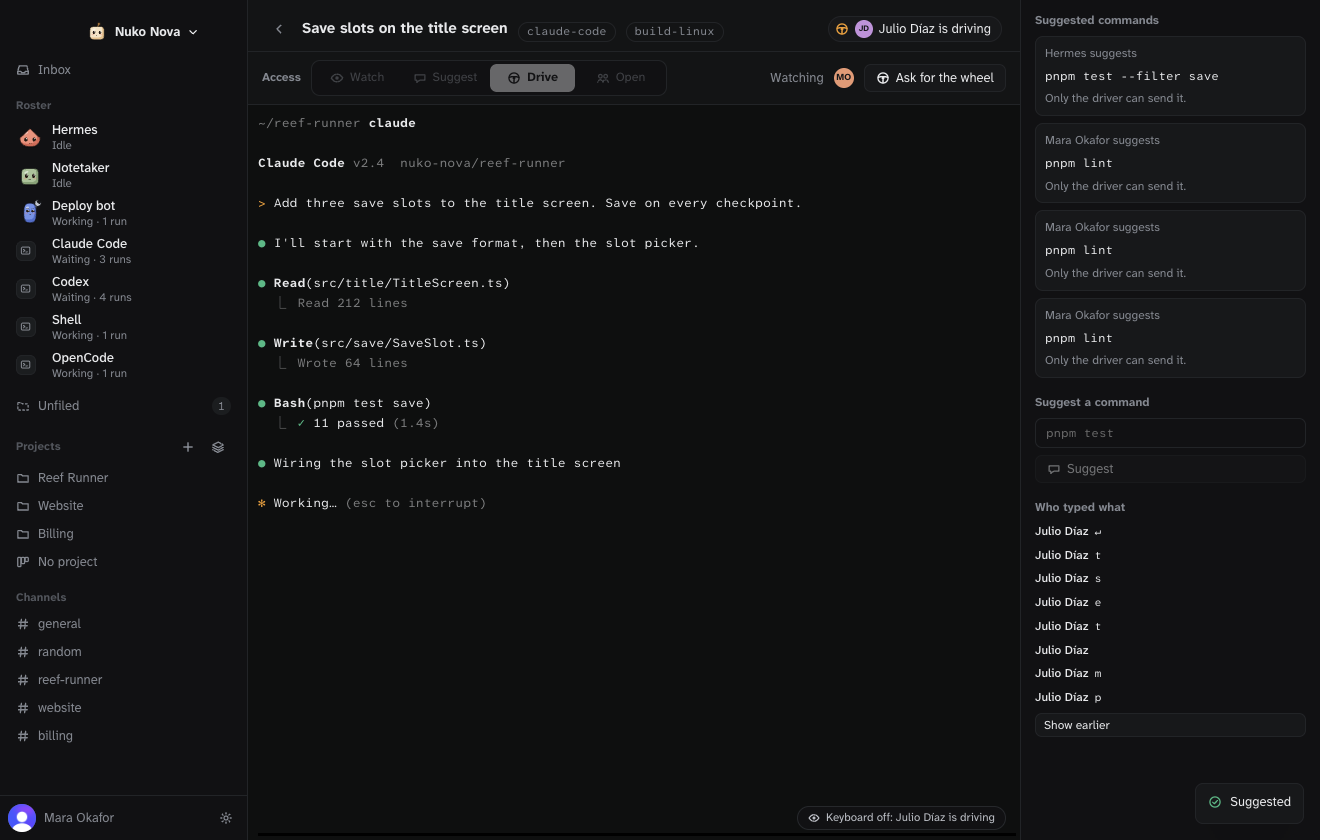 Nuko Nova
Inbox
Roster
Hermes
Idle
Notetaker
Idle
Deploy bot
Working · 1 run
Claude Code
Waiting · 3 runs
Codex
Waiting · 4 runs
Shell
Working · 1 run
OpenCode
Working · 1 run
Unfiled 1
Projects
Reef Runner
Website
Billing
No project
Channels
general
random
reef-runner
website
billing
Mara Okafor
Save slots on the title screen claude-code build-linux JD Julio Díaz is driving
Access Watch Suggest Drive Open Watching MO Ask for the wheel
~/reef-runner claude
Claude Code v2.4 nuko-nova/reef-runner
> Add three save slots to the title screen. Save on every checkpoint.
● I'll start with the save format, then the slot picker.
● Read(src/title/TitleScreen.ts)
⎿ Read 212 lines
● Write(src/save/SaveSlot.ts)
⎿ Wrote 64 lines
● Bash(pnpm test save)
⎿ ✓ 11 passed (1.4s)
● Wiring the slot picker into the title screen
✻ Working… (esc to interrupt)
Keyboard off: Julio Díaz is driving
Suggested commands
Hermes suggests
pnpm test --filter save
Only the driver can send it.
Mara Okafor suggests
pnpm lint
Only the driver can send it.
Mara Okafor suggests
pnpm lint
Only the driver can send it.
Mara Okafor suggests
pnpm lint
Only the driver can send it.
Suggest a command
pnpm test
Suggest
Who typed what
Julio Díaz ↵
Julio Díaz t
Julio Díaz s
Julio Díaz e
Julio Díaz t
Julio Díaz
Julio Díaz m
Julio Díaz p
Show earlier
Suggested